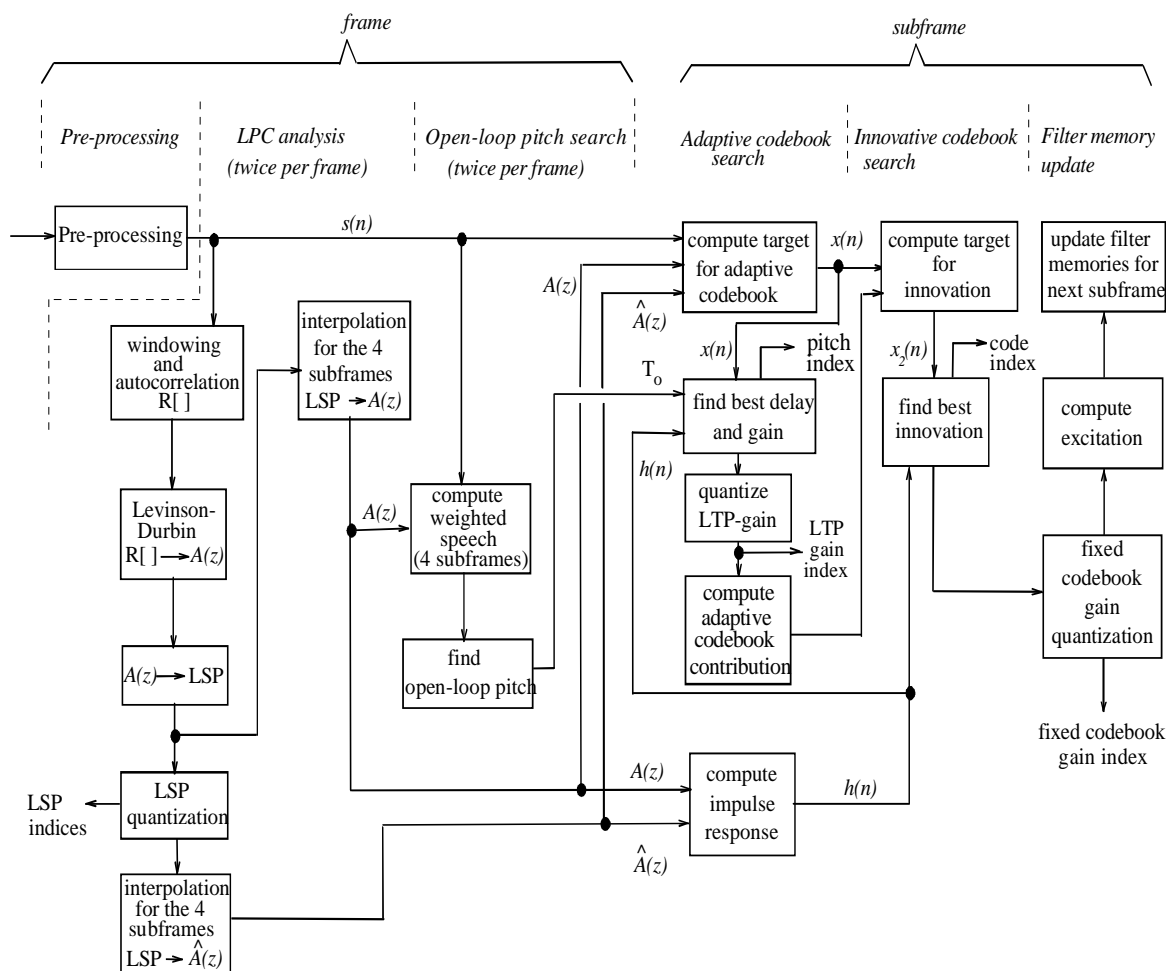 frame
subframe
Pre-processing
LPC analysis
(twice per frame)
Open-loop pitch search
(twice per frame)
Adaptive codebook
search
Innovative codebook
search
Filter memory
update
Pre-processing
s(n)
compute target
for adaptive
codebook
x(n)
compute target
for
innovation
update filter
memories for
next subframe
A(z)
Â(z)
windowing
and
autocorrelation
R[ ]
interpolation
for the 4
subframes
LSP → A(z)
x(n)
pitch
index
x2(n)
code
index
To
find best delay
and gain
find best
innovation
compute
excitation
h(n)
Levinson-
Durbin
R[ ] → A(z)
A(z)
compute
weighted
speech
(4 subframes)
quantize
LTP-gain
LTP
gain
index
fixed
codebook
gain
quantization
compute
adaptive
codebook
contribution
A(z) → LSP
find
open-loop pitch
fixed codebook
gain index
LSP
indices
LSP
quantization
A(z)
compute
impulse
response
h(n)
Â(z)
interpolation
for the 4
subframes
LSP → Â(z)